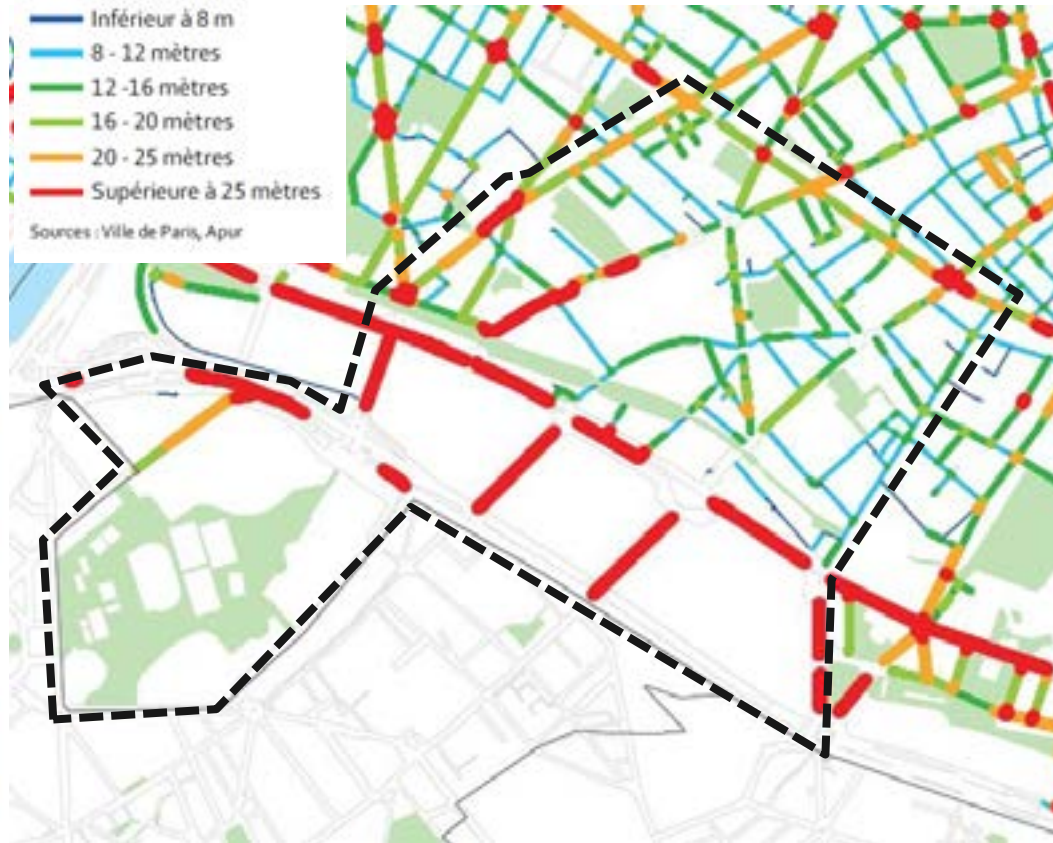 Inférieur à 8 m
8 - 12 mètres
12 -16 mètres
16 - 20 mètres
20 - 25 mètres
Supérieure à 25 mètres
Sources : Ville de Paris, Apur